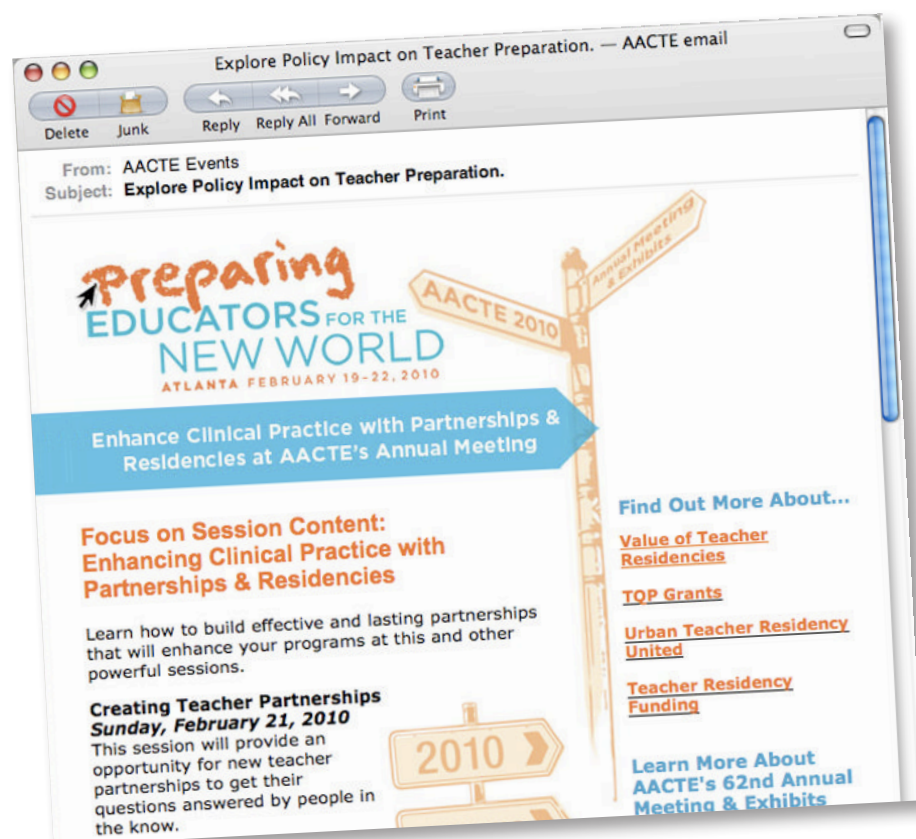 Explore Policy Impact on Teacher Preparation. — AACTE email
Delete Junk Reply Reply All Forward Print
From: AACTE Events
Subject: Explore Policy Impact on Teacher Preparation.
Preparing
EDUCATORS FOR THE
NEW WORLD
ATLANTA FEBRUARY 19–22, 2010
AACTE 2010
Annual Meeting
& Exhibits
Enhance Clinical Practice with Partnerships &
Residencies at AACTE's Annual Meeting
Focus on Session Content:
Enhancing Clinical Practice with
Partnerships & Residencies
Learn how to build effective and lasting partnerships
that will enhance your programs at this and other
powerful sessions.
Creating Teacher Partnerships
Sunday, February 21, 2010
This session will provide an
opportunity for new teacher
partnerships to get their
questions answered by people in
the know.
2010
Find Out More About...
Value of Teacher
Residencies
TQP Grants
Urban Teacher Residency
United
Teacher Residency
Funding
Learn More About
AACTE's 62nd Annual
Meeting & Exhibits